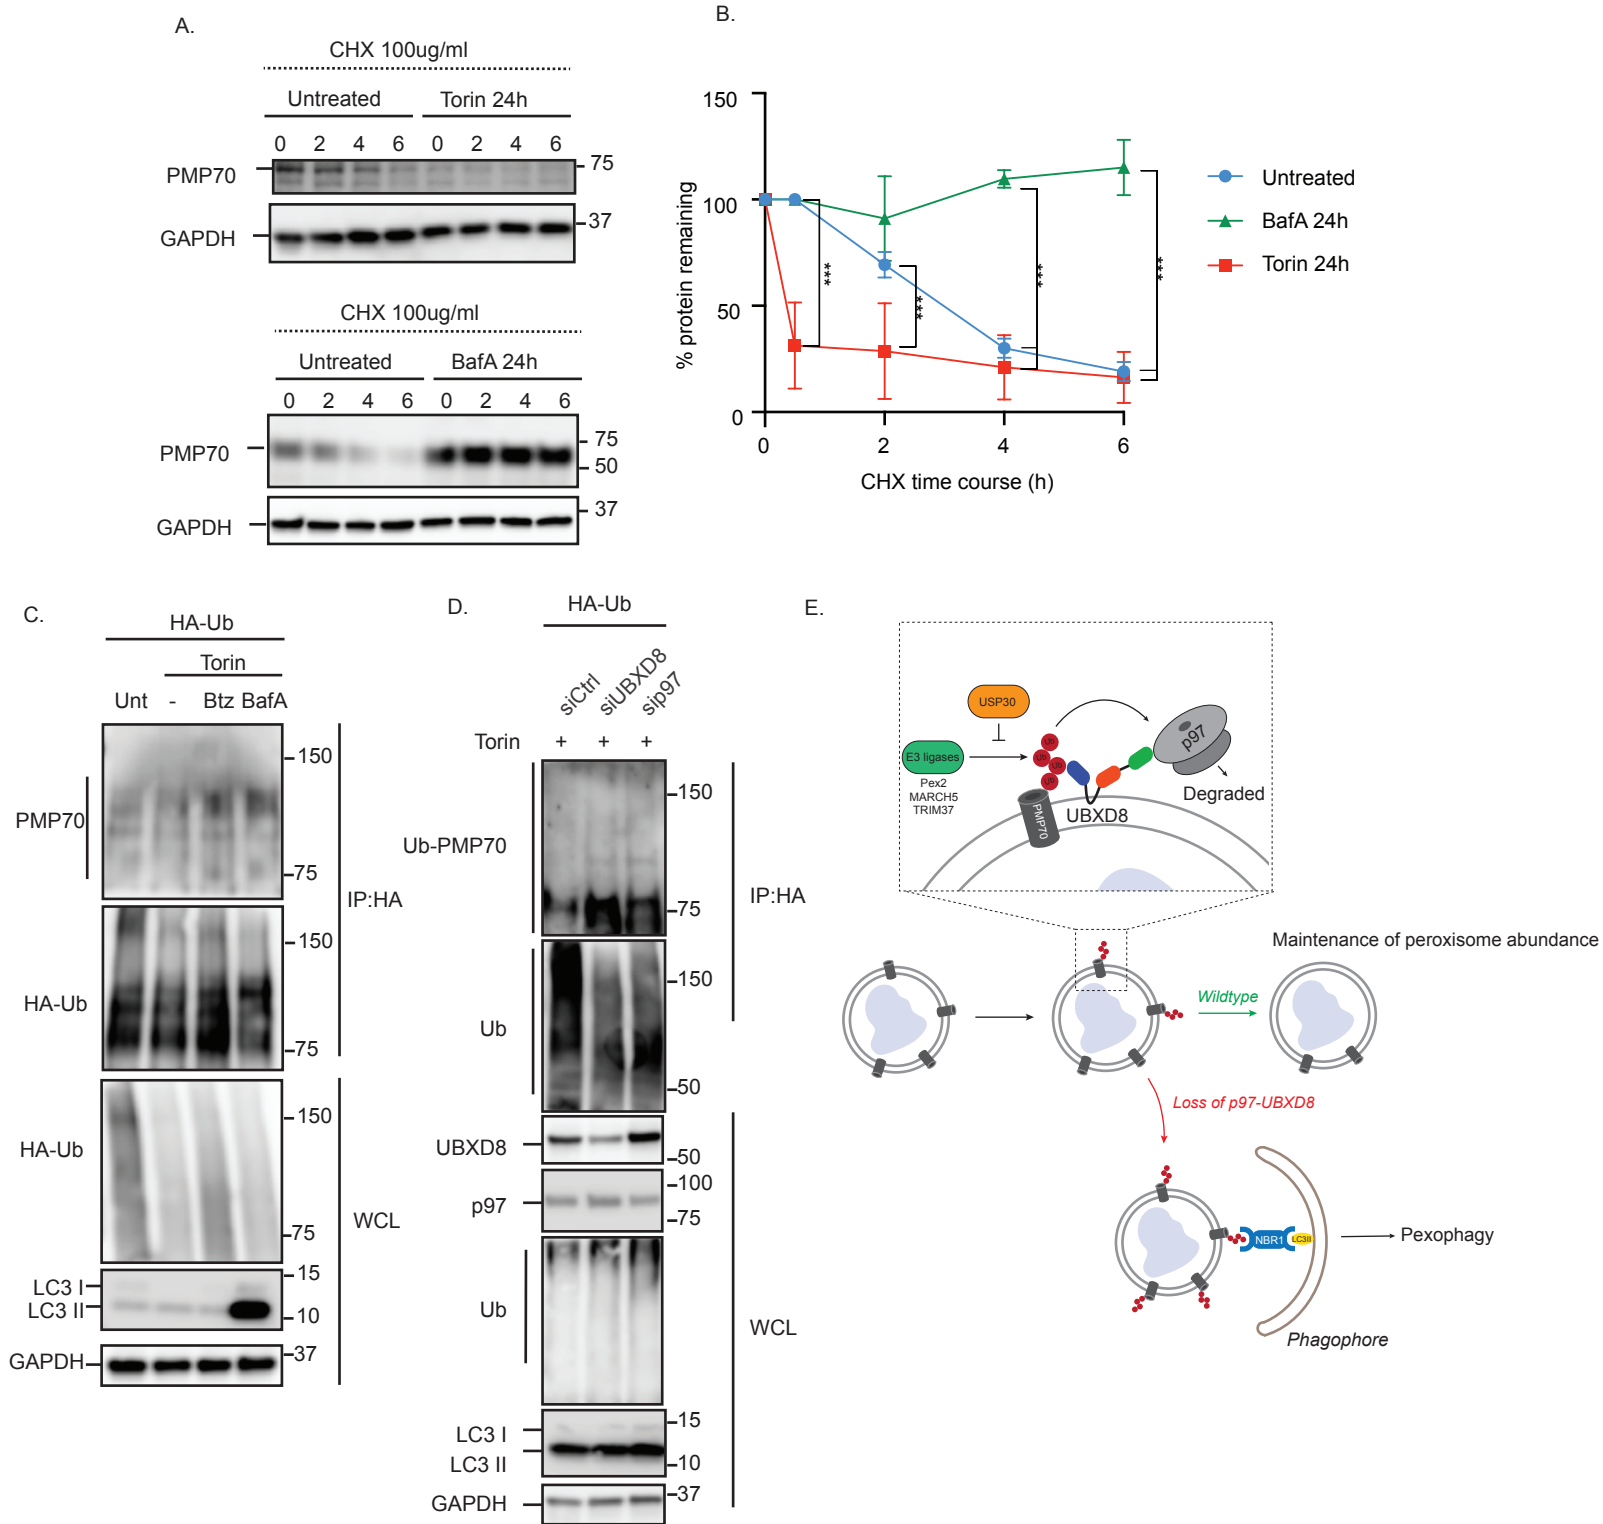 A.
CHX 100ug/ml
Untreated Torin 24h
0 2 4 6 0 2 4 6
PMP70 75
GAPDH 37
CHX 100ug/ml
Untreated BafA 24h
0 2 4 6 0 2 4 6
PMP70 75
50
GAPDH 37
B.
150
100
50
0
% protein remaining
0 2 4 6
CHX time course (h)
*** *** *** ***
Untreated
BafA 24h
Torin 24h
C.
HA-Ub
Torin
Unt - Btz BafA
PMP70 150
75
IP:HA
HA-Ub 150
75
HA-Ub 150
75
WCL
LC3 I 15
LC3 II 10
GAPDH 37
D.
HA-Ub
siCtrl siUBXD8 sip97
Torin + + +
Ub-PMP70 150
75
IP:HA
Ub 150
50
UBXD8 50
p97 100
75
Ub
WCL
LC3 I 15
LC3 II 10
GAPDH 37
E.
USP30
E3 ligases
Pex2
MARCH5
TRIM37
Ub Ub Ub Ub
PMP70
UBXD8
p97
Degraded
Maintenance of peroxisome abundance
Wildtype
Loss of p97-UBXD8
NBR1 LC3II
Pexophagy
Phagophore